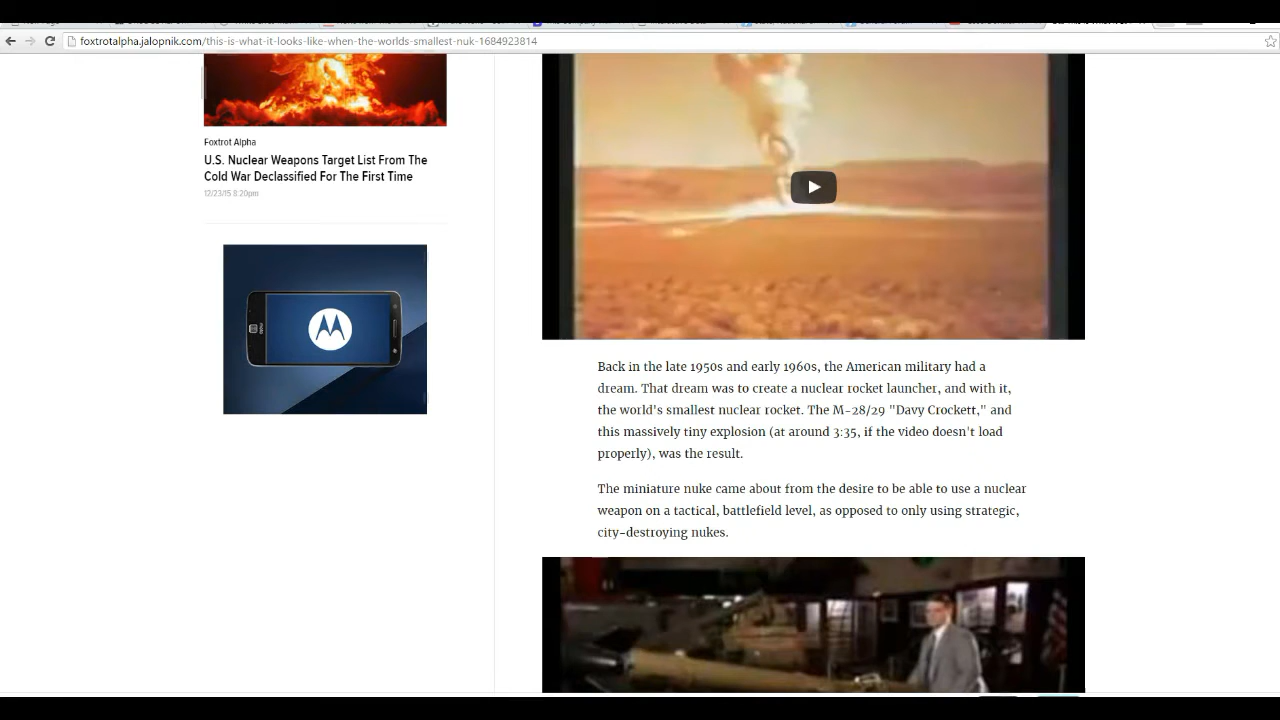 foxtrotalpha.jalopnik.com/this-is-what-it-looks-like-when-the-worlds-smallest-nuk-1684923814
Foxtrot Alpha
U.S. Nuclear Weapons Target List From The
Cold War Declassified For The First Time
12/23/15 8:20pm
Back in the late 1950s and early 1960s, the American military had a
dream. That dream was to create a nuclear rocket launcher, and with it,
the world's smallest nuclear rocket. The M-28/29 "Davy Crockett," and
this massively tiny explosion (at around 3:35, if the video doesn't load
properly), was the result.
The miniature nuke came about from the desire to be able to use a nuclear
weapon on a tactical, battlefield level, as opposed to only using strategic,
city-destroying nukes.